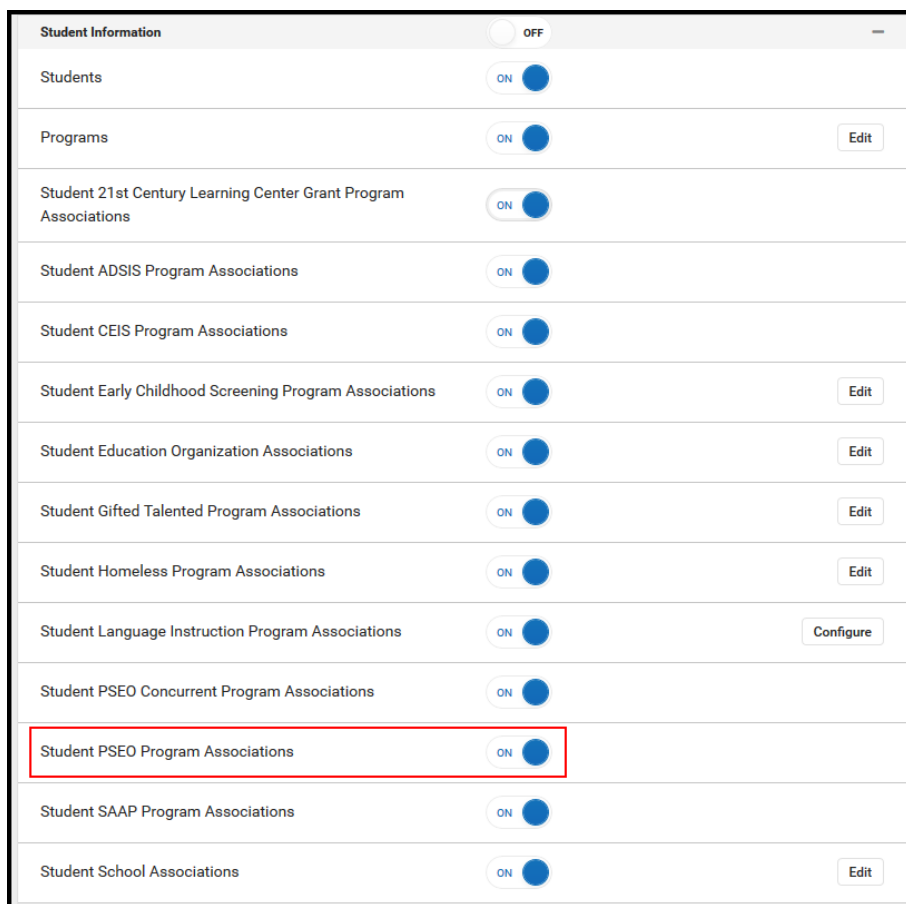 Student Information OFF
Students ON
Programs ON Edit
Student 21st Century Learning Center Grant Program
Associations ON
Student ADSIS Program Associations ON
Student CEIS Program Associations ON
Student Early Childhood Screening Program Associations ON Edit
Student Education Organization Associations ON Edit
Student Gifted Talented Program Associations ON Edit
Student Homeless Program Associations ON Edit
Student Language Instruction Program Associations ON Configure
Student PSEO Concurrent Program Associations ON
Student PSEO Program Associations ON
Student SAAP Program Associations ON
Student School Associations ON Edit